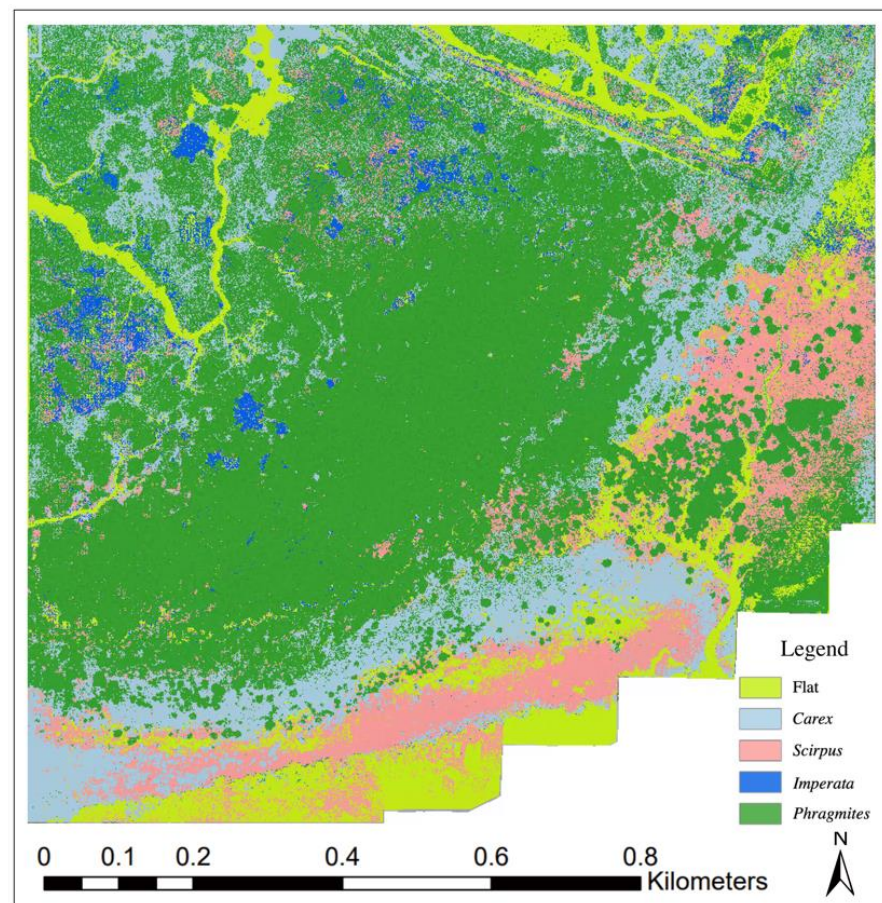 Legend
Flat
Carex
Scirpus
Imperata
Phragmites
N
0 0.1 0.2 0.4 0.6 0.8
Kilometers